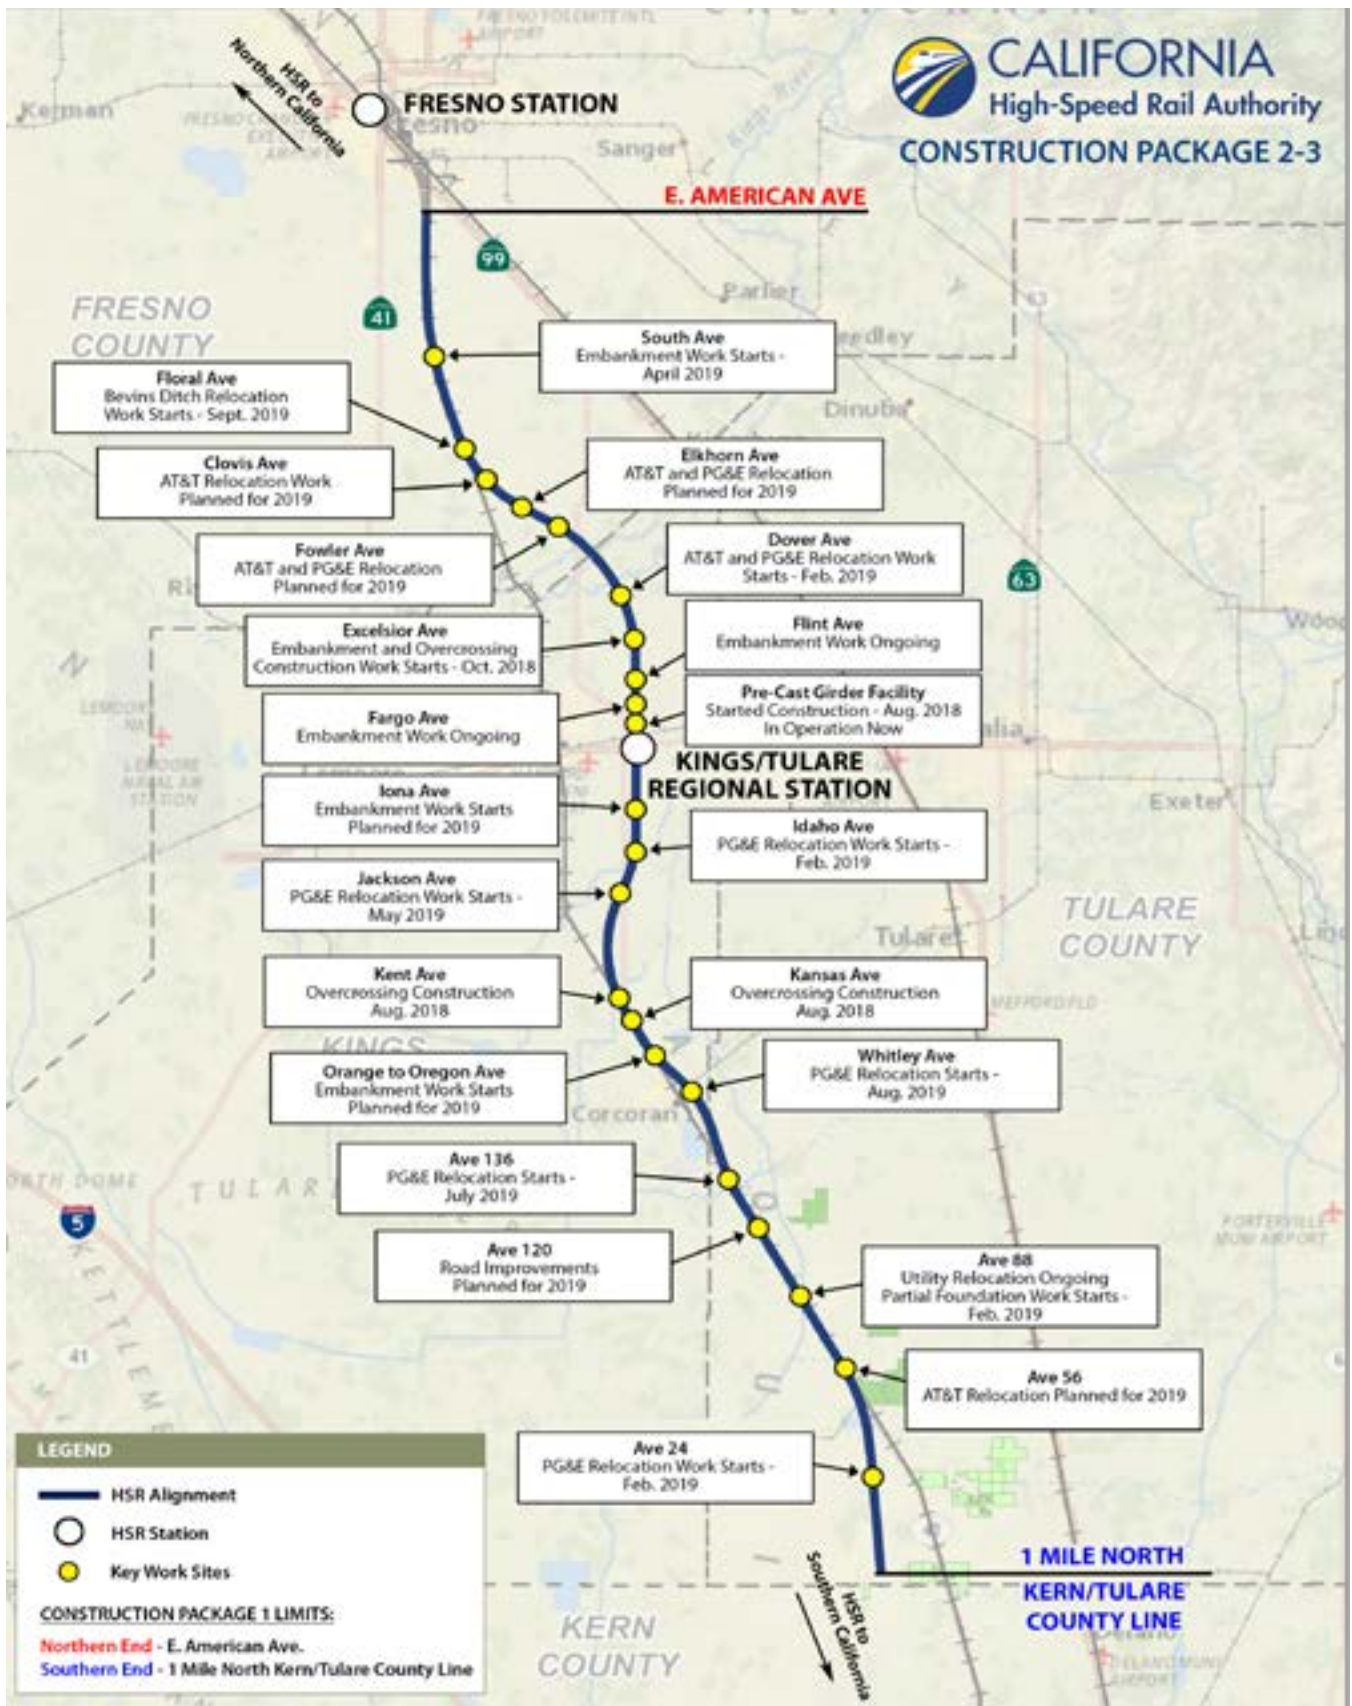 CALIFORNIA
High-Speed Rail Authority
CONSTRUCTION PACKAGE 2-3
HSR to
Northern California
FRESNO STATION
Kerman
Sanger
E. AMERICAN AVE
99
41
63
FRESNO
COUNTY
Parlier
South Ave
Embankment Work Starts -
April 2019
Floral Ave
Bevins Ditch Relocation
Work Starts - Sept. 2019
Dinuba
Clovis Ave
AT&T Relocation Work
Planned for 2019
Elkhorn Ave
AT&T and PG&E Relocation
Planned for 2019
Fowler Ave
AT&T and PG&E Relocation
Planned for 2019
Dover Ave
AT&T and PG&E Relocation Work
Starts - Feb. 2019
63
Excelsior Ave
Embankment and Overcrossing
Construction Work Starts - Oct. 2018
Flint Ave
Embankment Work Ongoing
Fargo Ave
Embankment Work Ongoing
Pre-Cast Girder Facility
Started Construction - Aug. 2018
In Operation Now
KINGS/TULARE
REGIONAL STATION
LEMOORE
NAVAL AIR
STATION
Exeter
Iona Ave
Embankment Work Starts
Planned for 2019
Idaho Ave
PG&E Relocation Work Starts -
Feb. 2019
Jackson Ave
PG&E Relocation Work Starts -
May 2019
TULARE
COUNTY
Tulare
Kent Ave
Overcrossing Construction
Aug. 2018
Kansas Ave
Overcrossing Construction
Aug. 2018
MEFFORD FLD
KINGS
Orange to Oregon Ave
Embankment Work Starts
Planned for 2019
Whitley Ave
PG&E Relocation Starts -
Aug. 2019
Corcoran
Ave 136
PG&E Relocation Starts -
July 2019
5
PORTERVILLE
MUNI AIRPORT
Ave 120
Road Improvements
Planned for 2019
Ave 88
Utility Relocation Ongoing
Partial Foundation Work Starts -
Feb. 2019
41
Ave 56
AT&T Relocation Planned for 2019
Ave 24
PG&E Relocation Work Starts -
Feb. 2019
LEGEND
HSR Alignment
HSR Station
Key Work Sites
CONSTRUCTION PACKAGE 1 LIMITS:
Northern End - E. American Ave.
Southern End - 1 Mile North Kern/Tulare County Line
1 MILE NORTH
KERN/TULARE
COUNTY LINE
HSR to
Southern California
KERN
COUNTY